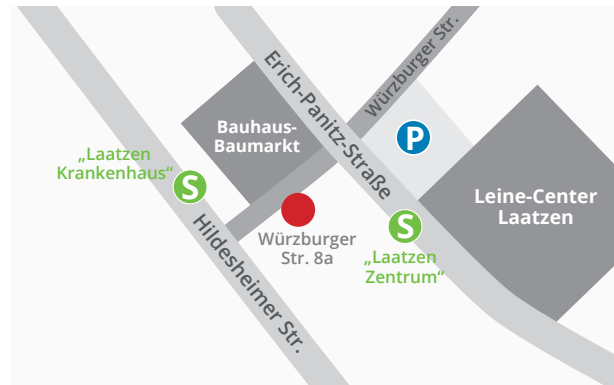 Würzburger Str.
Erich-Panitz-Straße
Bauhaus-
Baumarkt
P
„Laatzen
Krankenhaus“
S
Leine-Center
Laatzen
S
Würzburger
Str. 8a
„Laatzen
Zentrum“
Hildesheimer Str.